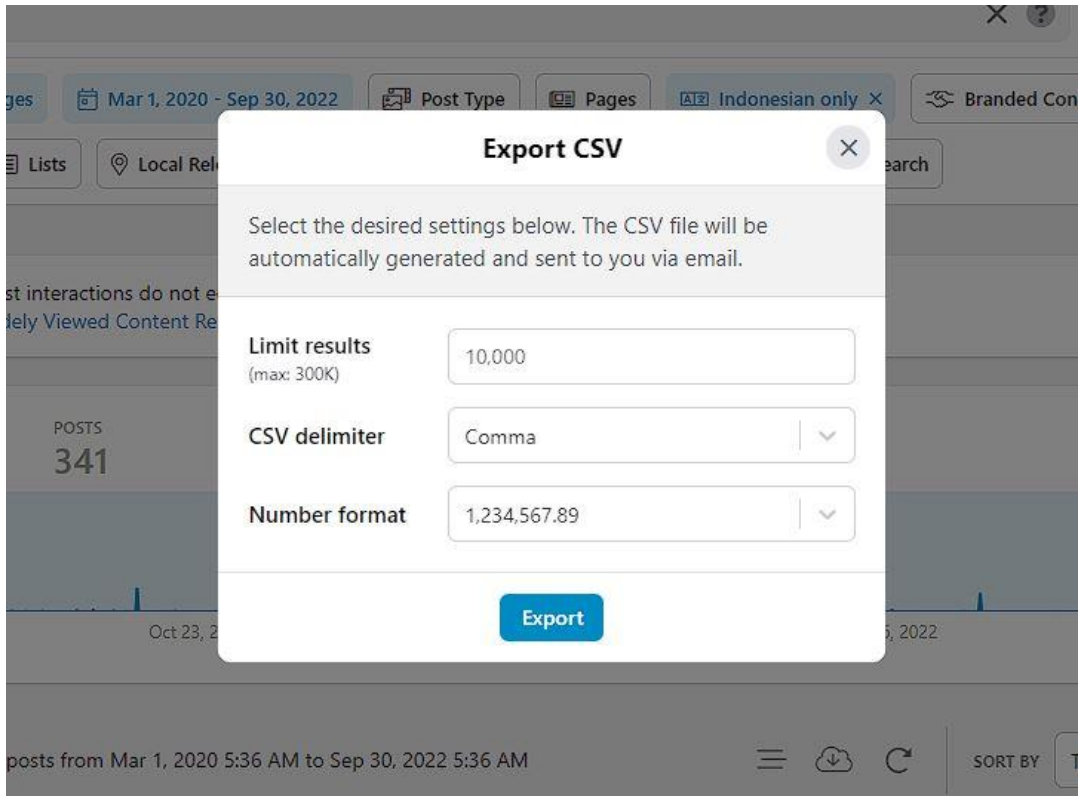 ges
Mar 1, 2020 - Sep 30, 2022
Post Type
Pages
Indonesian only
Branded Con
Lists
Local Rel
earch
Export CSV
Select the desired settings below. The CSV file will be
automatically generated and sent to you via email.
st interactions do not e
dely Viewed Content Re
Limit results
(max: 300K)
10,000
CSV delimiter
Comma
Number format
1,234,567.89
POSTS
341
Export
Oct 23, 2
, 2022
posts from Mar 1, 2020 5:36 AM to Sep 30, 2022 5:36 AM
SORT BY
T